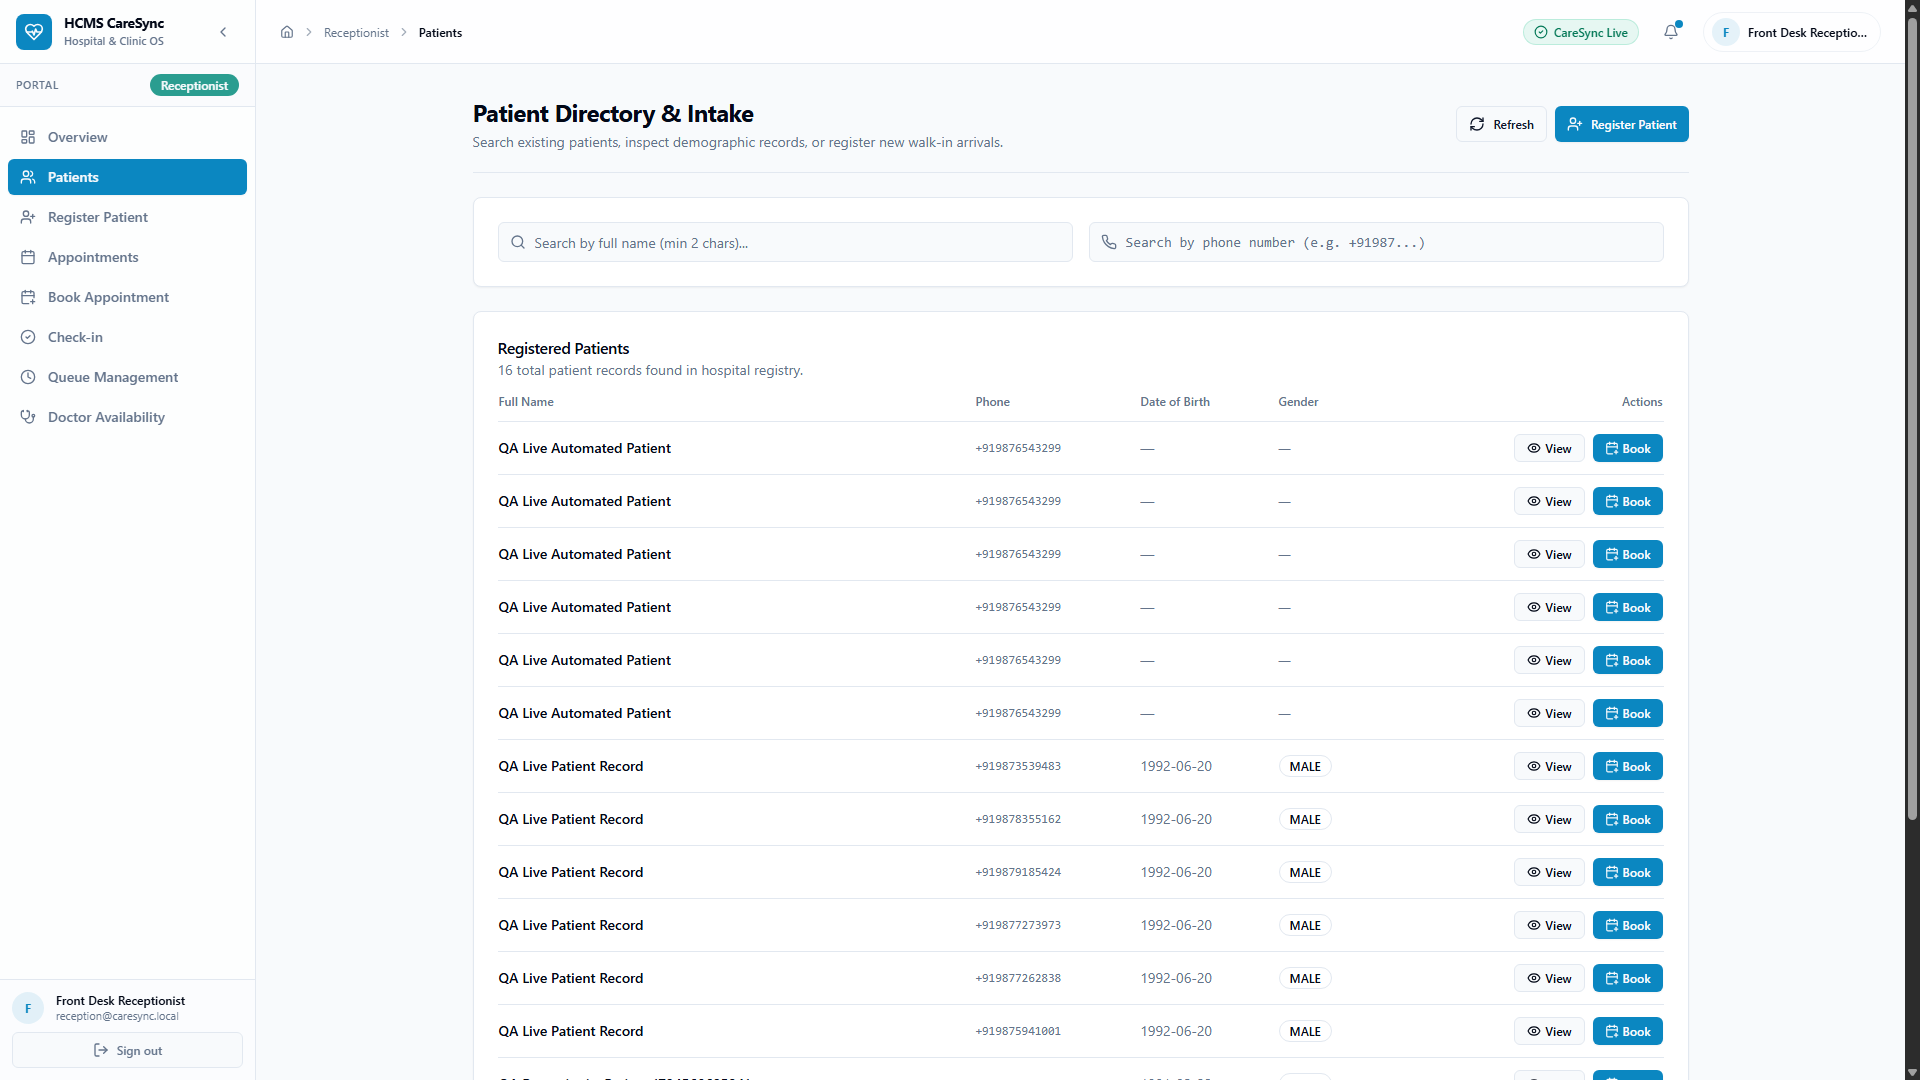 HCMS CareSync
Hospital & Clinic OS
Receptionist
Patients
CareSync Live
F
Front Desk Receptio...
PORTAL
Receptionist
Overview
Patients
Register Patient
Appointments
Book Appointment
Check-in
Queue Management
Doctor Availability
Patient Directory & Intake
Search existing patients, inspect demographic records, or register new walk-in arrivals.
Refresh
Register Patient
Search by full name (min 2 chars)...
Search by phone number (e.g. +91987...)
Registered Patients
16 total patient records found in hospital registry.
Full Name Phone Date of Birth Gender Actions
QA Live Automated Patient +919876543299 — — View Book
QA Live Automated Patient +919876543299 — — View Book
QA Live Automated Patient +919876543299 — — View Book
QA Live Automated Patient +919876543299 — — View Book
QA Live Automated Patient +919876543299 — — View Book
QA Live Automated Patient +919876543299 — — View Book
QA Live Patient Record +919873539483 1992-06-20 MALE View Book
QA Live Patient Record +919878355162 1992-06-20 MALE View Book
QA Live Patient Record +919879185424 1992-06-20 MALE View Book
QA Live Patient Record +919877273973 1992-06-20 MALE View Book
QA Live Patient Record +919877262838 1992-06-20 MALE View Book
QA Live Patient Record +919875941001 1992-06-20 MALE View Book
F
Front Desk Receptionist
reception@caresync.local
Sign out